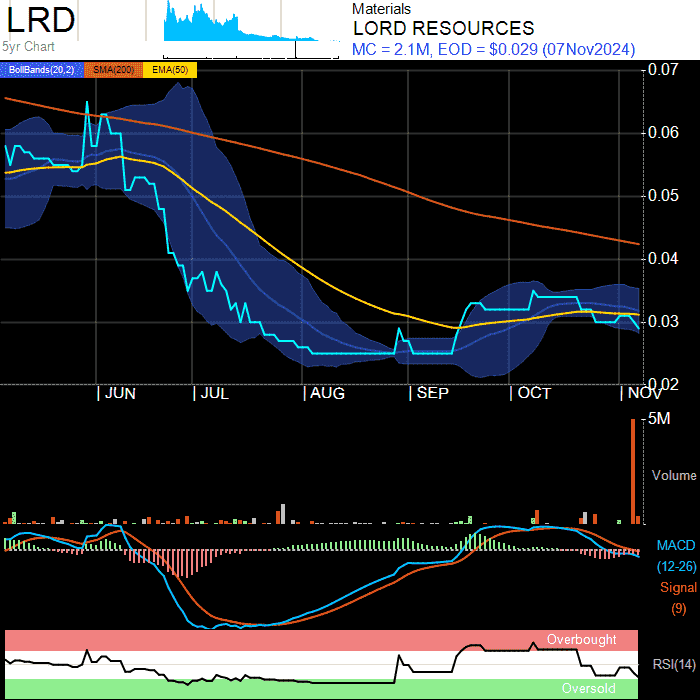 LRD
5yr Chart
Materials
LORD RESOURCES
MC = 2.1M, EOD = $0.029 (07Nov2024)
BollBands(20,2) SMA(200) EMA(50)
0.07
0.06
0.05
0.04
0.03
0.02
JUN JUL AUG SEP OCT NOV
5M
Volume
MACD
(12-26)
Signal
(9)
Overbought
RSI(14)
Oversold